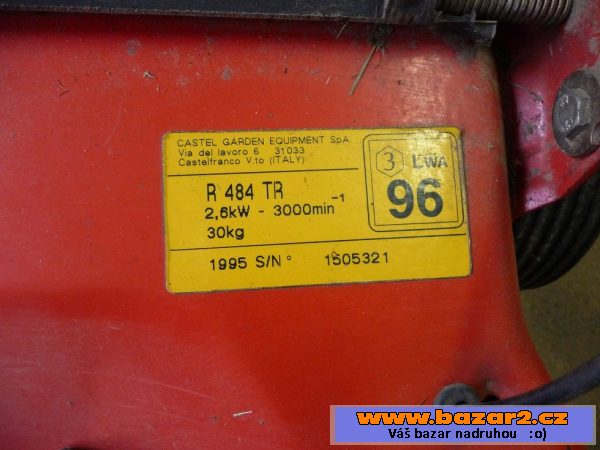 CASTEL GARDEN EQUIPMENT SpA.
Via del lavoro 6 31033
Castelfranco V.to (ITALY)
3 LWA
96
R 484 TR
2,6kW - 3000min⁻¹
30kg
1995 S/N° 1505321
www.bazar2.cz
Váš bazar nadruhou :o)